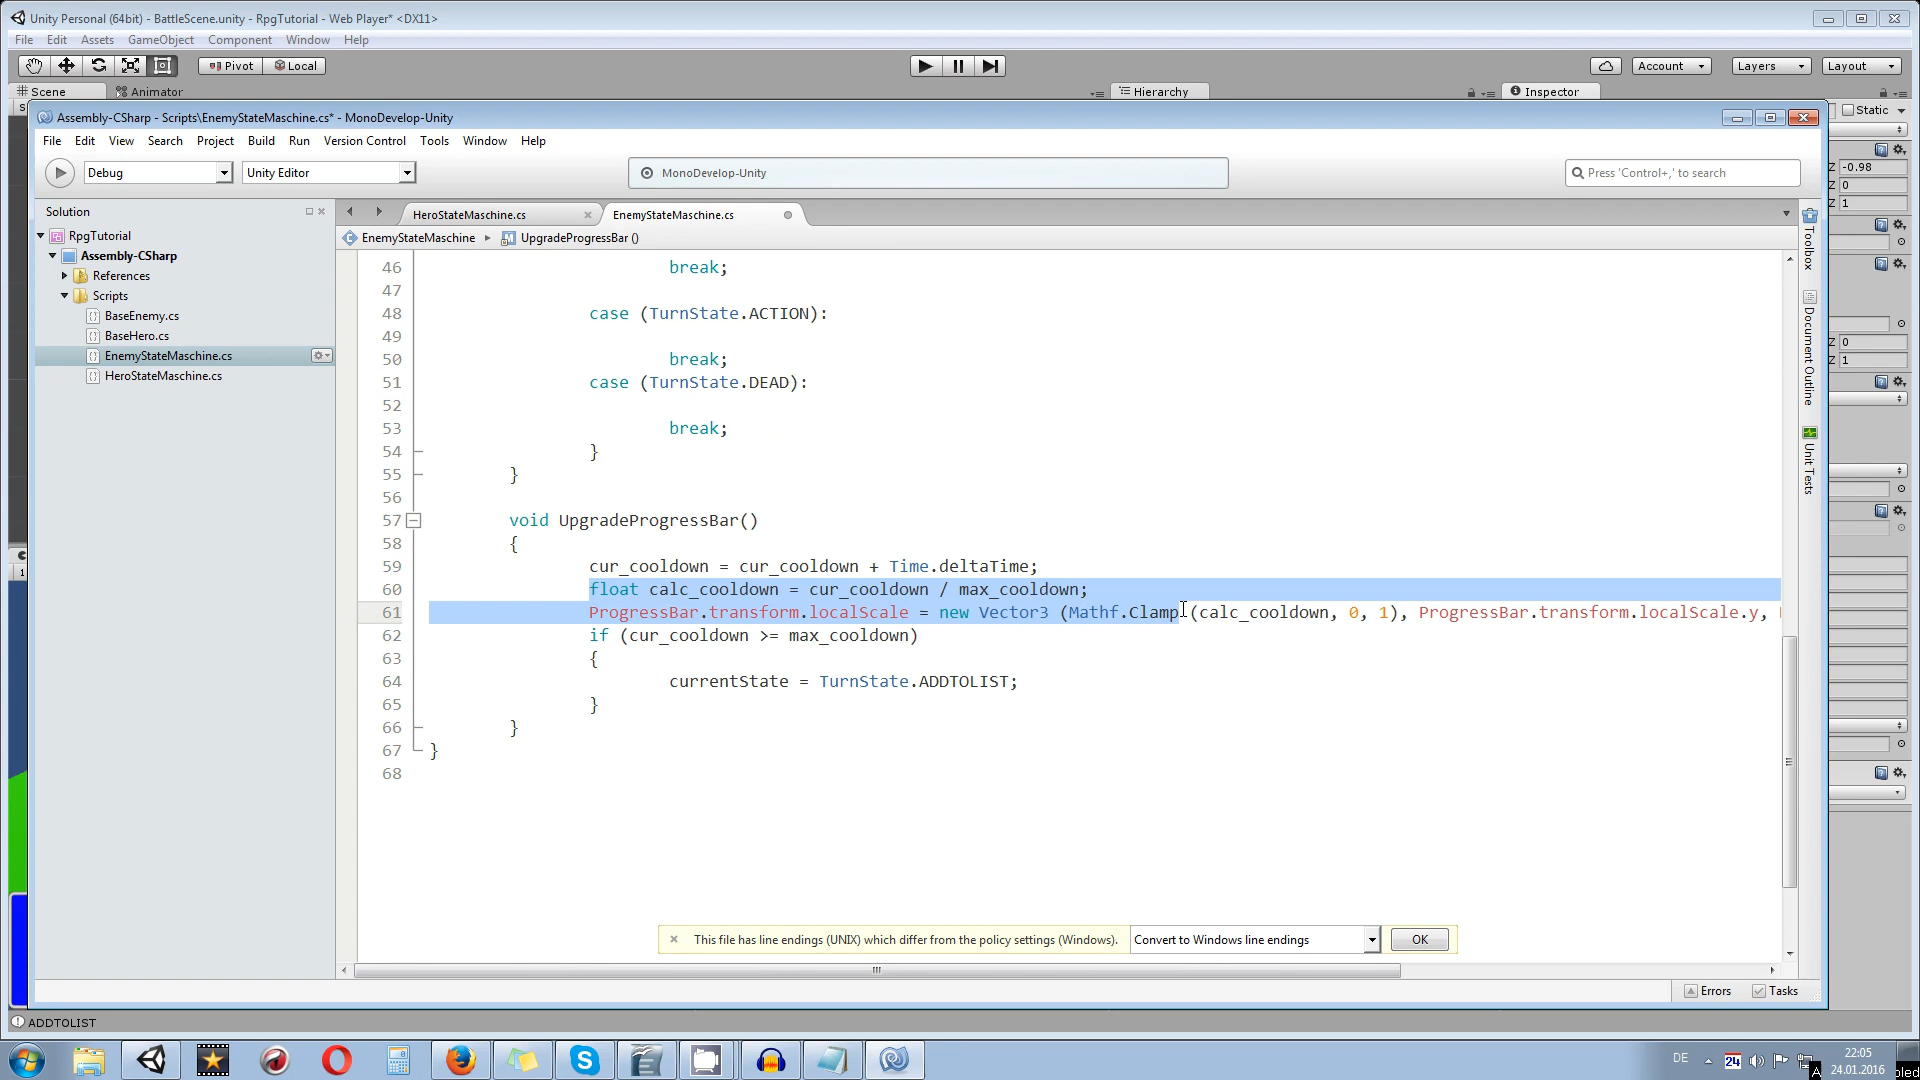 Unity Personal (64bit) - BattleScene.unity - RpgTutorial - Web Player* <DX11>
File Edit Assets GameObject Component Window Help
Pivot Local Account Layers Layout
Scene Animator Hierarchy Inspector
Static
Assembly-CSharp - Scripts\EnemyStateMaschine.cs* - MonoDevelop-Unity
File Edit View Search Project Build Run Version Control Tools Window Help
Debug Unity Editor MonoDevelop-Unity Press 'Control+,' to search
Solution
HeroStateMaschine.cs EnemyStateMaschine.cs
EnemyStateMaschine UpgradeProgressBar ()
RpgTutorial
Assembly-CSharp
References
Scripts
BaseEnemy.cs
BaseHero.cs
EnemyStateMaschine.cs
HeroStateMaschine.cs
46 break;
47
48 case (TurnState.ACTION):
49
50 break;
51 case (TurnState.DEAD):
52
53 break;
54 }
55 }
56
57 void UpgradeProgressBar()
58 {
59 cur_cooldown = cur_cooldown + Time.deltaTime;
60 float calc_cooldown = cur_cooldown / max_cooldown;
61 ProgressBar.transform.localScale = new Vector3 (Mathf.Clamp (calc_cooldown, 0, 1), ProgressBar.transform.localScale.y,
62 if (cur_cooldown >= max_cooldown)
63 {
64 currentState = TurnState.ADDTOLIST;
65 }
66 }
67 }
68
Toolbox
Document Outline
Unit Tests
Z -0.98
Z 0
Z 1
Z 0
Z 1
This file has line endings (UNIX) which differ from the policy settings (Windows). Convert to Windows line endings OK
Errors Tasks
ADDTOLIST
DE 24 22:05
24.01.2016